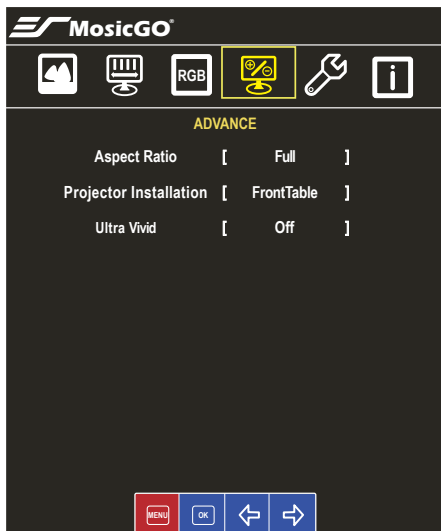 MosicGO®
RGB
i
ADVANCE
Aspect Ratio [ Full ]
Projector Installation [ FrontTable ]
Ultra Vivid [ Off ]
MENU OK